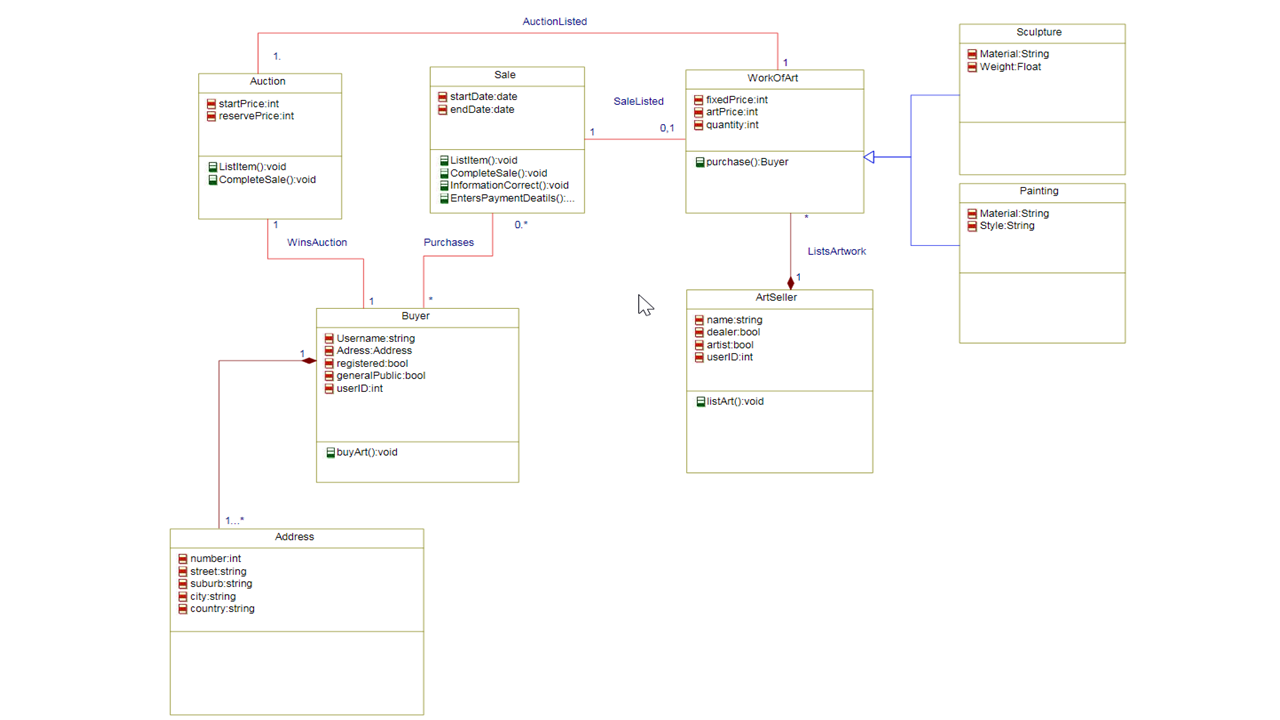 AuctionListed
1.
1
Auction
startPrice:int
reservePrice:int
ListItem():void
CompleteSale():void
Sale
startDate:date
endDate:date
ListItem():void
CompleteSale():void
InformationCorrect():void
EntersPaymentDeatils():...
SaleListed
1
0,1
WorkOfArt
fixedPrice:int
artPrice:int
quantity:int
purchase():Buyer
Sculpture
Material:String
Weight:Float
Painting
Material:String
Style:String
1
WinsAuction
1
0.*
Purchases
*
*
ListsArtwork
1
Buyer
Username:string
Adress:Address
registered:bool
generalPublic:bool
userID:int
buyArt():void
ArtSeller
name:string
dealer:bool
artist:bool
userID:int
listArt():void
1
1...*
Address
number:int
street:string
suburb:string
city:string
country:string